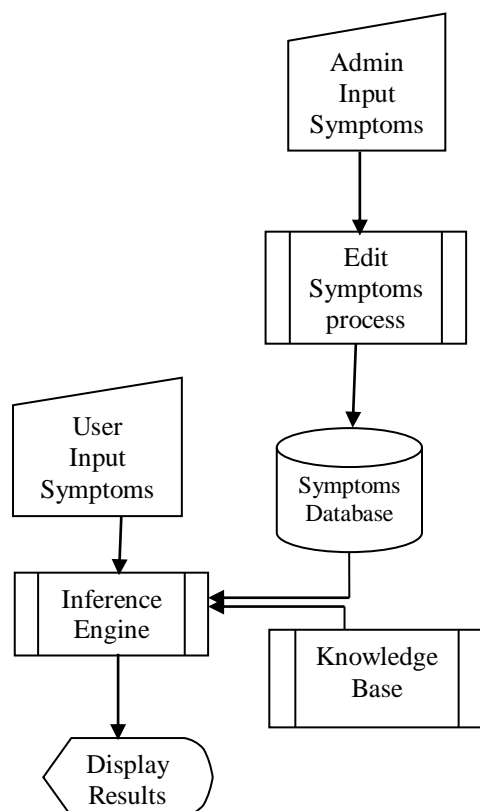 Admin
Input
Symptoms
Edit
Symptoms
process
User
Input
Symptoms
Symptoms
Database
Inference
Engine
Knowledge
Base
Display
Results